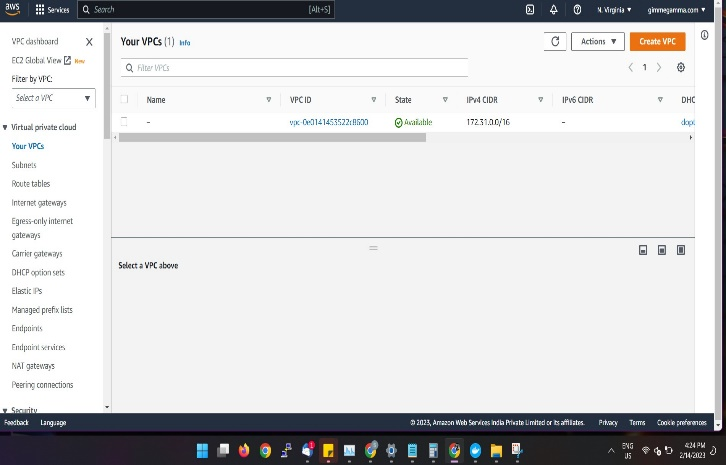 aws Services Search [Alt+S] N. Virginia ▼ gimmegamma.com ▼
VPC dashboard X
EC2 Global View New
Filter by VPC:
Select a VPC ▼
▼ Virtual private cloud
Your VPCs
Subnets
Route tables
Internet gateways
Egress-only internet
gateways
Carrier gateways
DHCP option sets
Elastic IPs
Managed prefix lists
Endpoints
Endpoint services
NAT gateways
Peering connections
▼ Security
Your VPCs (1) Info Actions ▼ Create VPC
Filter VPCs < 1 >
Name VPC ID State IPv4 CIDR IPv6 CIDR DHC
– vpc-0e0141453522c8600 Available 172.31.0.0/16 – dopt
Select a VPC above
Feedback Language © 2023, Amazon Web Services India Private Limited or its affiliates. Privacy Terms Cookie preferences
ENG
US
4:24 PM
2/14/2023